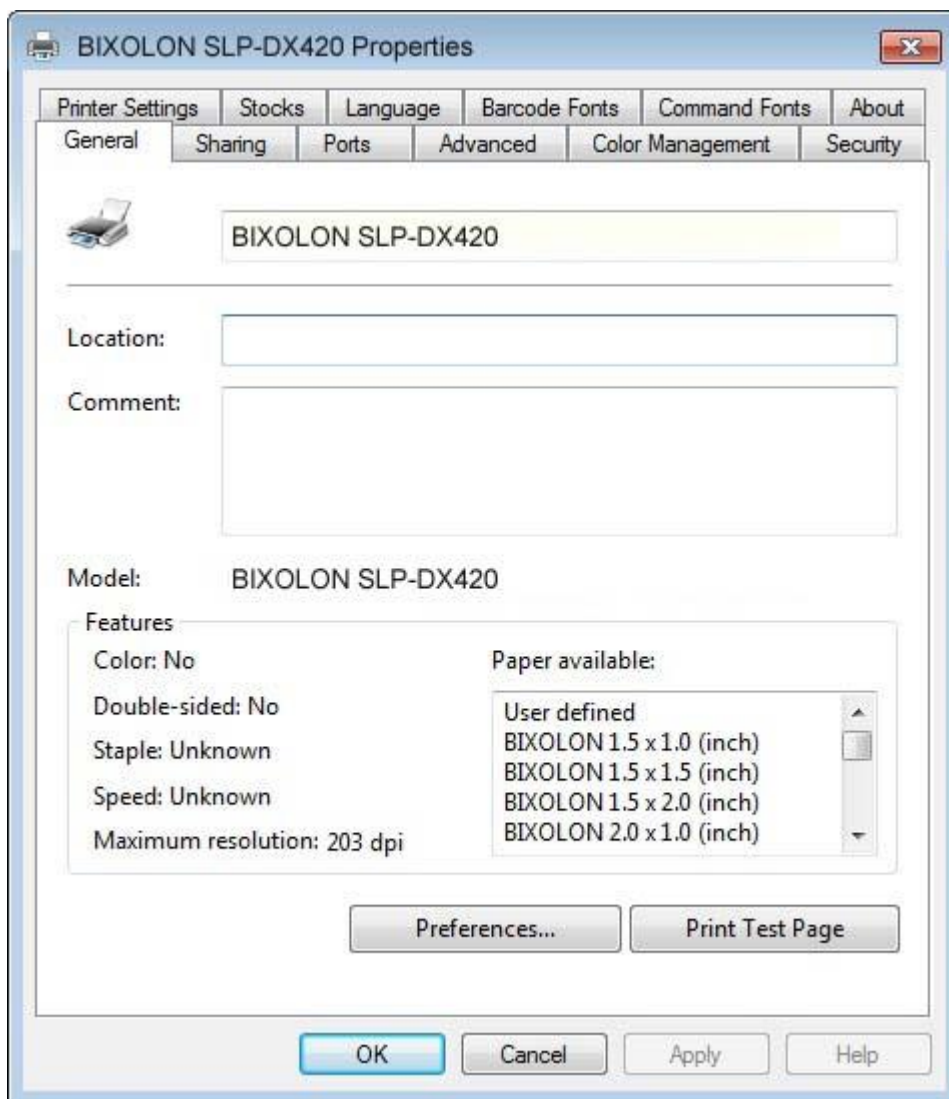 BIXOLON SLP-DX420 Properties
Printer Settings Stocks Language Barcode Fonts Command Fonts About
General Sharing Ports Advanced Color Management Security
BIXOLON SLP-DX420
Location:
Comment:
Model: BIXOLON SLP-DX420
Features
Color: No
Double-sided: No
Staple: Unknown
Speed: Unknown
Maximum resolution: 203 dpi
Paper available:
User defined
BIXOLON 1.5 x 1.0 (inch)
BIXOLON 1.5 x 1.5 (inch)
BIXOLON 1.5 x 2.0 (inch)
BIXOLON 2.0 x 1.0 (inch)
Preferences... Print Test Page
OK Cancel Apply Help